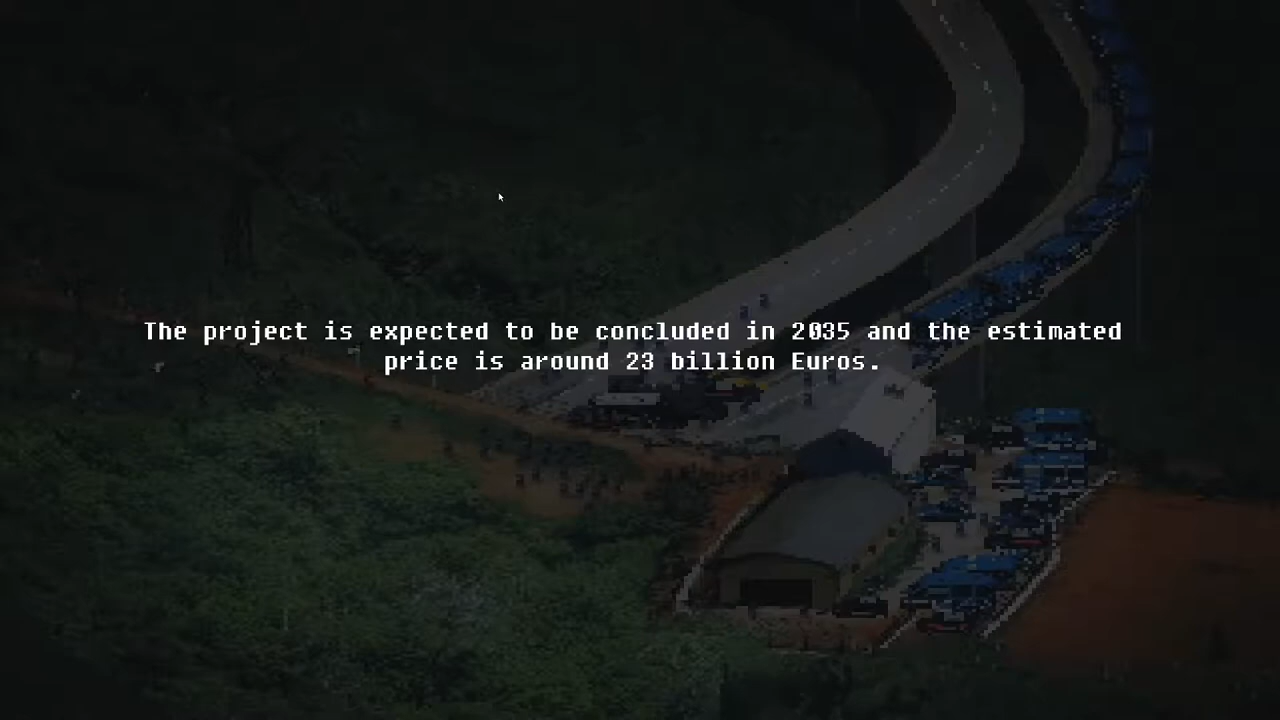 The project is expected to be concluded in 2035 and the estimated
price is around 23 billion Euros.